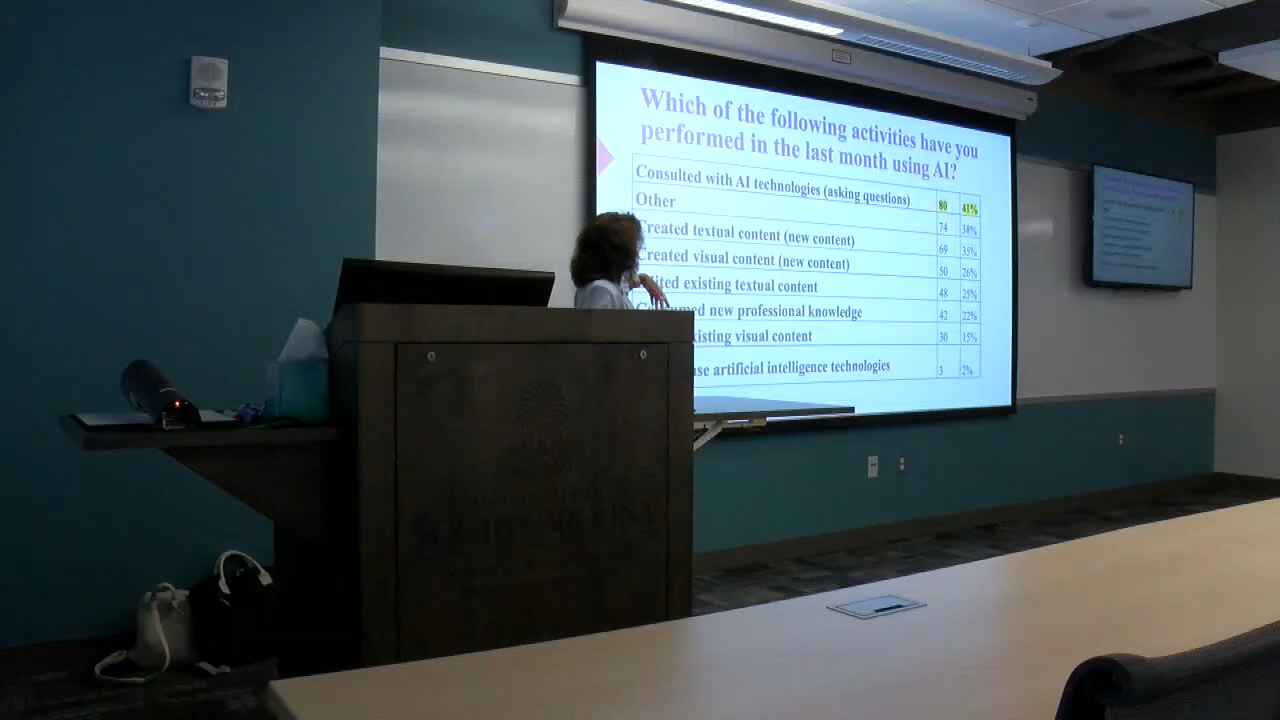 Which of the following activities have you
performed in the last month using AI?
Consulted with AI technologies (asking questions) 80 41%
Other 74 38%
Created textual content (new content) 69 35%
Created visual content (new content) 50 26%
existing textual content 48 25%
new professional knowledge 42 22%
existing visual content 30 15%
use artificial intelligence technologies 3 2%
SOUTH CAROLINA